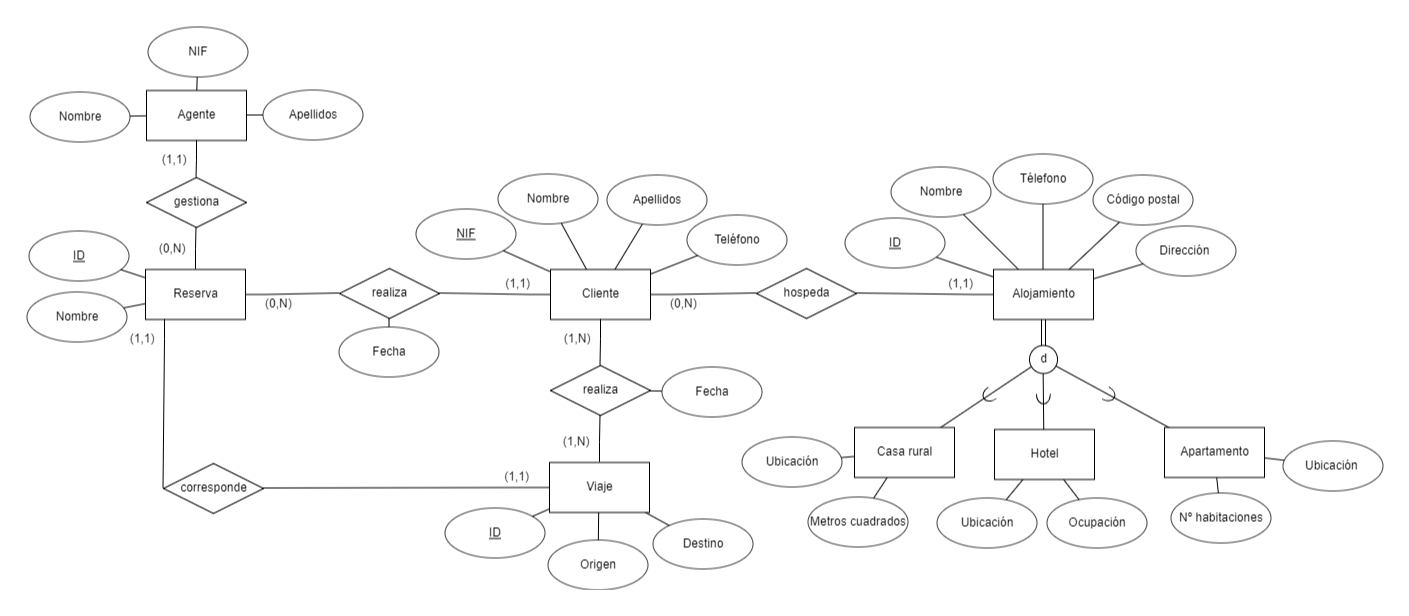 NIF
Nombre
Agente
Apellidos
(1,1)
gestiona
(0,N)
ID
Reserva
Nombre
(1,1)
(0,N)
realiza
Fecha
(1,1)
NIF
Nombre
Apellidos
Teléfono
Cliente
(0,N)
hospeda
(1,1)
ID
Nombre
Télefono
Código postal
Dirección
Alojamiento
d
(1,N)
realiza
Fecha
(1,N)
corresponde
(1,1)
Viaje
ID
Origen
Destino
Casa rural
Ubicación
Metros cuadrados
Hotel
Ubicación
Ocupación
Apartamento
Ubicación
Nº habitaciones